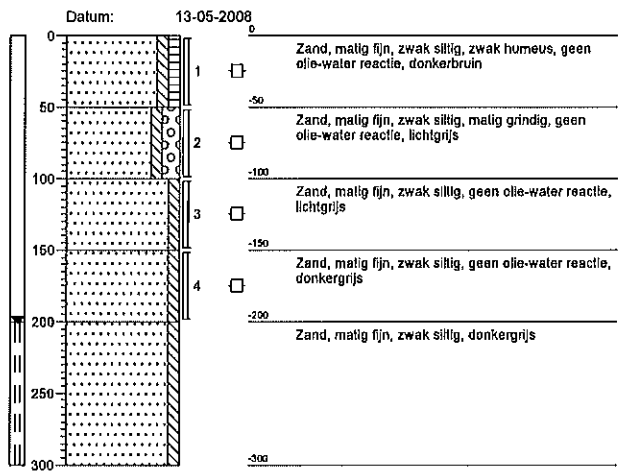 Datum: 13-05-2008
0 0
Zand, matig fijn, zwak siltig, zwak humeus, geen
olie-water reactie, donkerbruin
1
50 -50
Zand, matig fijn, zwak siltig, matig grindig, geen
olie-water reactie, lichtgrijs
2
100 -100
Zand, matig fijn, zwak siltig, geen olie-water reactie,
lichtgrijs
3
150 -150
Zand, matig fijn, zwak siltig, geen olie-water reactie,
donkergrijs
4
200 -200
Zand, matig fijn, zwak siltig, donkergrijs
250
300 -300